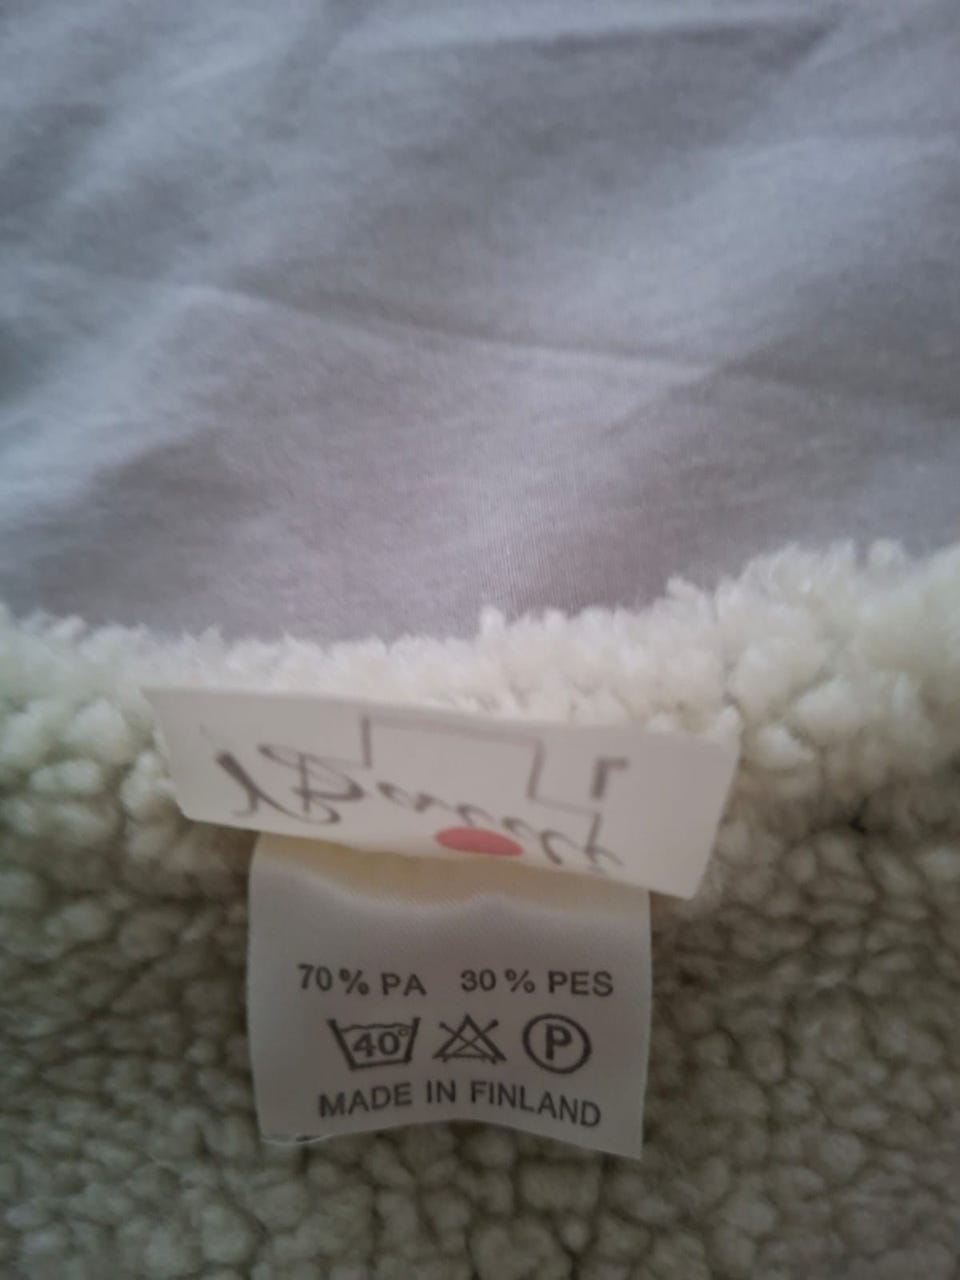 70% PA 30% PES
40°
P
MADE IN FINLAND